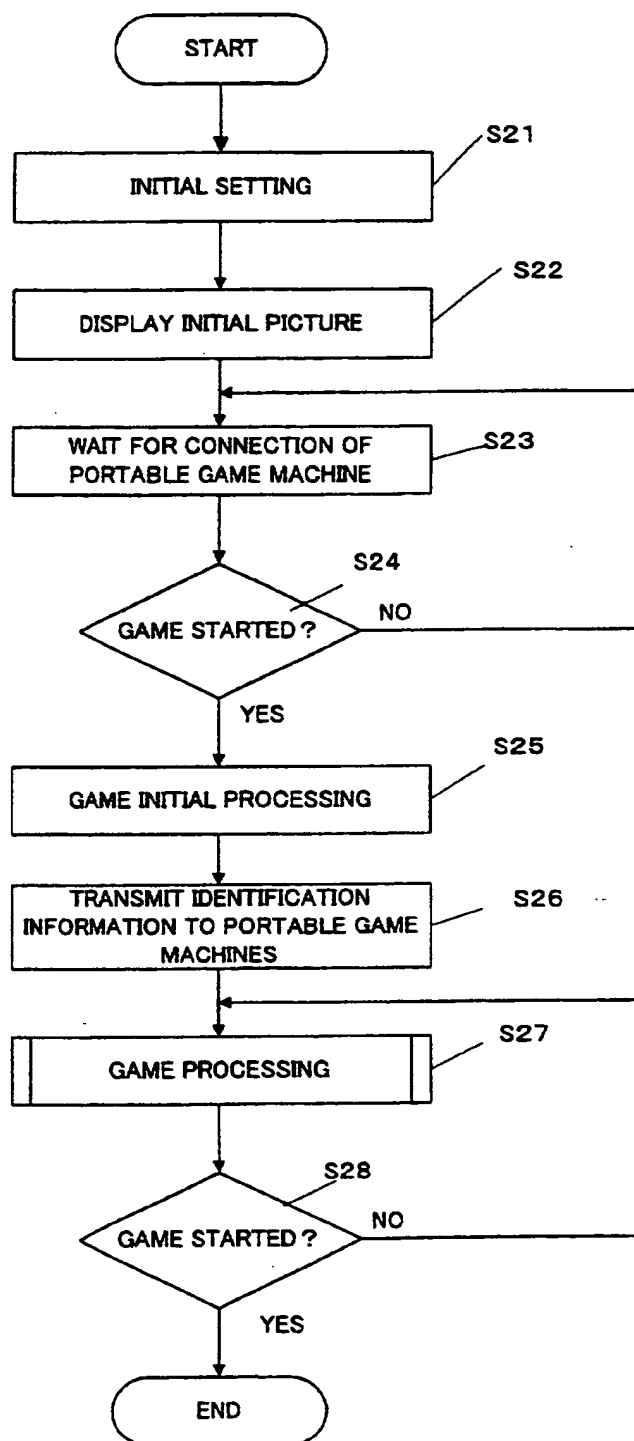 START
S21
INITIAL SETTING
S22
DISPLAY INITIAL PICTURE
S23
WAIT FOR CONNECTION OF
PORTABLE GAME MACHINE
S24
GAME STARTED?
NO
YES
S25
GAME INITIAL PROCESSING
S26
TRANSMIT IDENTIFICATION
INFORMATION TO PORTABLE GAME
MACHINES
S27
GAME PROCESSING
S28
GAME STARTED?
NO
YES
END